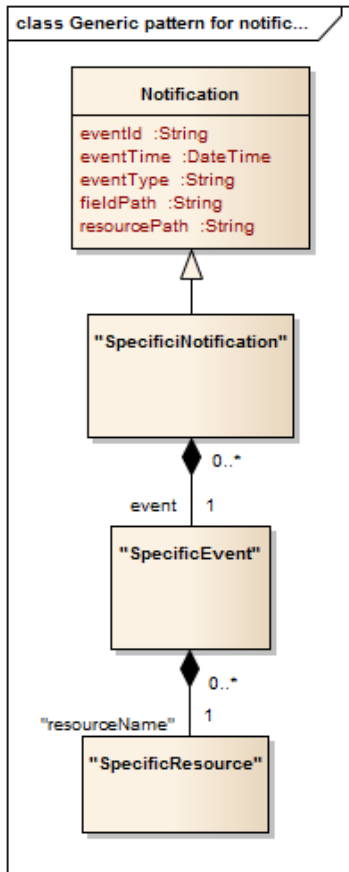 class Generic pattern for notific...
Notification
eventId :String
eventTime :DateTime
eventType :String
fieldPath :String
resourcePath :String
"SpecificiNotification"
0..*
event 1
"SpecificEvent"
0..*
1
"resourceName"
"SpecificResource"